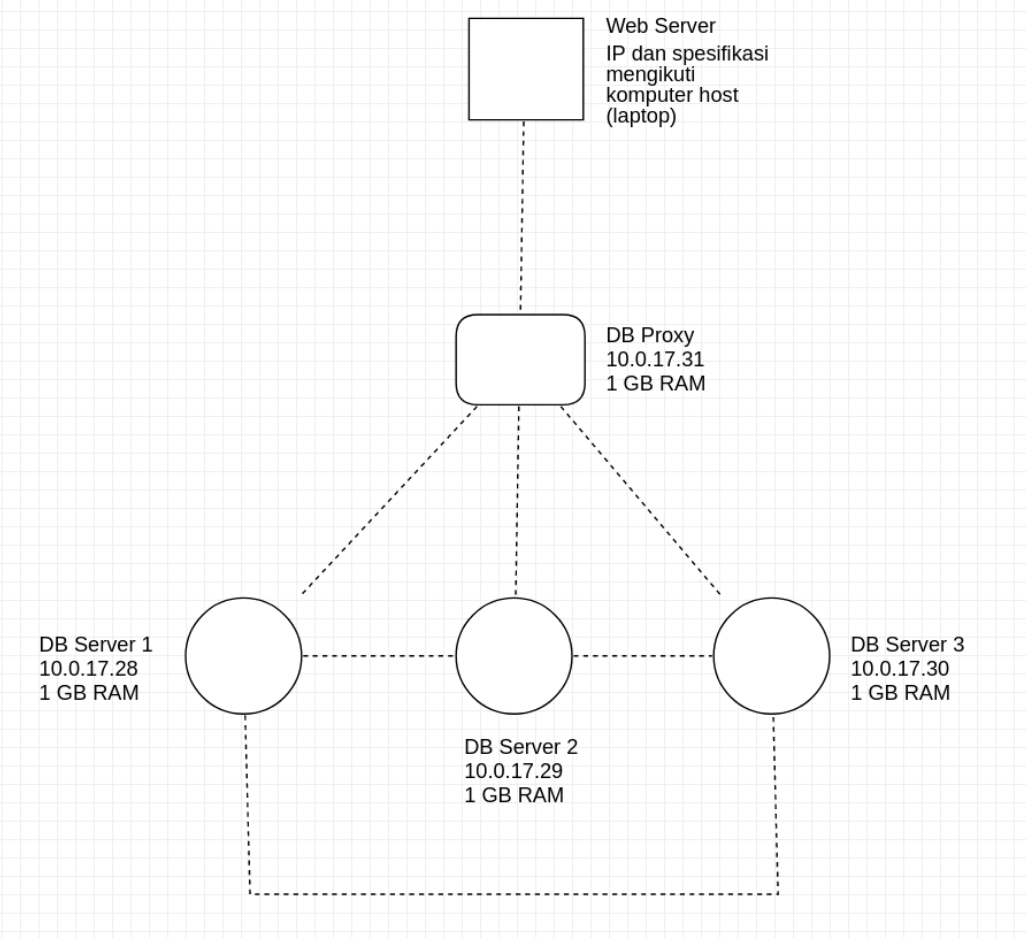 Web Server
IP dan spesifikasi
mengikuti
komputer host
(laptop)
DB Proxy
10.0.17.31
1 GB RAM
DB Server 1
10.0.17.28
1 GB RAM
DB Server 2
10.0.17.29
1 GB RAM
DB Server 3
10.0.17.30
1 GB RAM